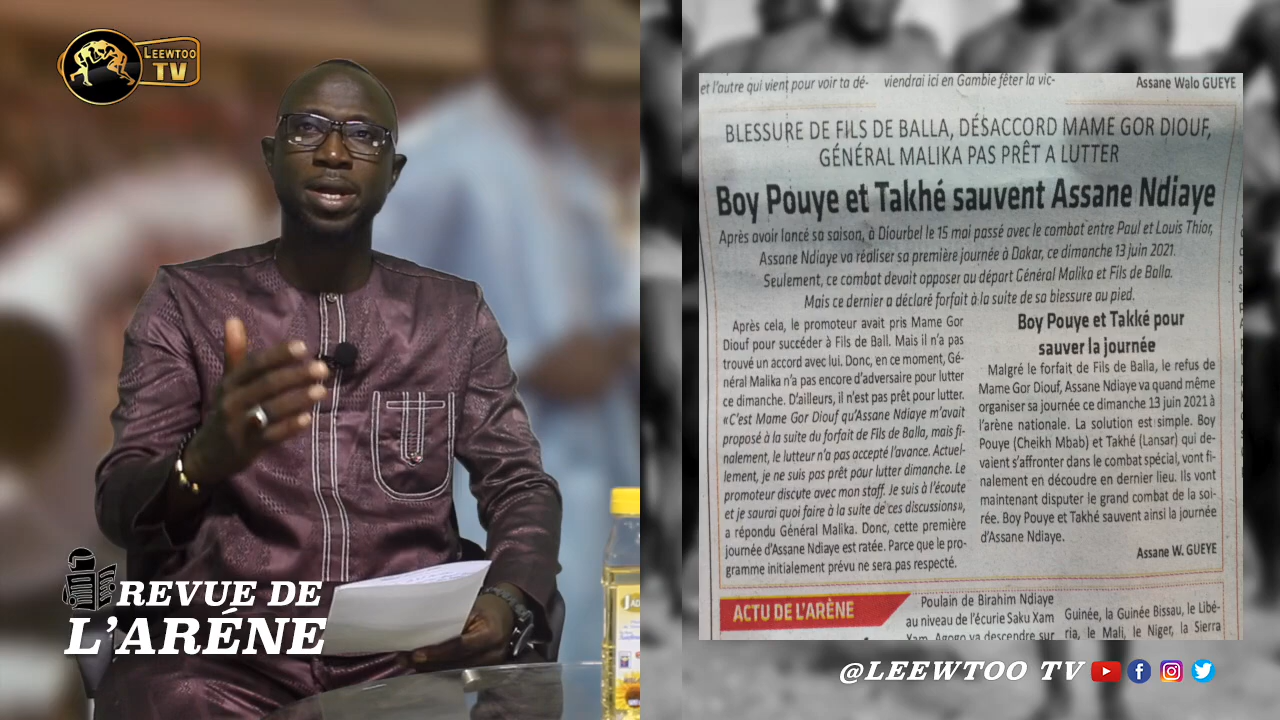 LEEWTOO
TV
REVUE DE
L'ARÉNE
et l'autre qui vient pour voir ta dé-
viendrai ici en Gambie fêter la vic-
Assane Walo GUEYE
BLESSURE DE FILS DE BALLA, DÉSACCORD MAME GOR DIOUF,
GÉNÉRAL MALIKA PAS PRÊT A LUTTER
Boy Pouye et Takhé sauvent Assane Ndiaye
Après avoir lancé sa saison, à Diourbel le 15 mai passé avec le combat entre Paul et Louis Thior,
Assane Ndiaye va réaliser sa première journée à Dakar, ce dimanche 13 juin 2021.
Seulement, ce combat devait opposer au départ Général Malika et Fils de Balla.
Mais ce dernier a déclaré forfait à la suite de sa blessure au pied.
Après cela, le promoteur avait pris Mame Gor
Diouf pour succéder à Fils de Ball. Mais il n'a pas
trouvé un accord avec lui. Donc, en ce moment, Gé-
néral Malika n'a pas encore d'adversaire pour lutter
ce dimanche. D'ailleurs, il n'est pas prêt pour lutter.
«C'est Mame Gor Diouf qu'Assane Ndiaye m'avait
proposé à la suite du forfait de Fils de Balla, mais fi-
nalement, le lutteur n'a pas accepté l'avance. Actuel-
lement, je ne suis pas prêt pour lutter dimanche. Le
promoteur discute avec mon staff. Je suis à l'écoute
et je saurai quoi faire à la suite de ces discussions»,
a répondu Général Malika. Donc, cette première
journée d'Assane Ndiaye est ratée. Parce que le pro-
gramme initialement prévu ne sera pas respecté.
Boy Pouye et Takké pour
sauver la journée
Malgré le forfait de Fils de Balla, le refus de
Mame Gor Diouf, Assane Ndiaye va quand même
organiser sa journée ce dimanche 13 juin 2021 à
l'arène nationale. La solution est simple. Boy
Pouye (Cheikh Mbab) et Takhé (Lansar) qui de-
vaient s'affronter dans le combat spécial, vont fi-
nalement en découdre en dernier lieu. Ils vont
maintenant disputer le grand combat de la soi-
rée. Boy Pouye et Takhé sauvent ainsi la journée
d'Assane Ndiaye.
Assane W. GUEYE
ACTU DE L'ARÈNE
Poulain de Birahim Ndiaye
au niveau de l'écurie Saku Xam
Xam, Agogo va descendre sur
Guinée, la Guinée Bissau, le Libé-
ria, le Mali, le Niger, la Sierra
@LEEWTOO TV